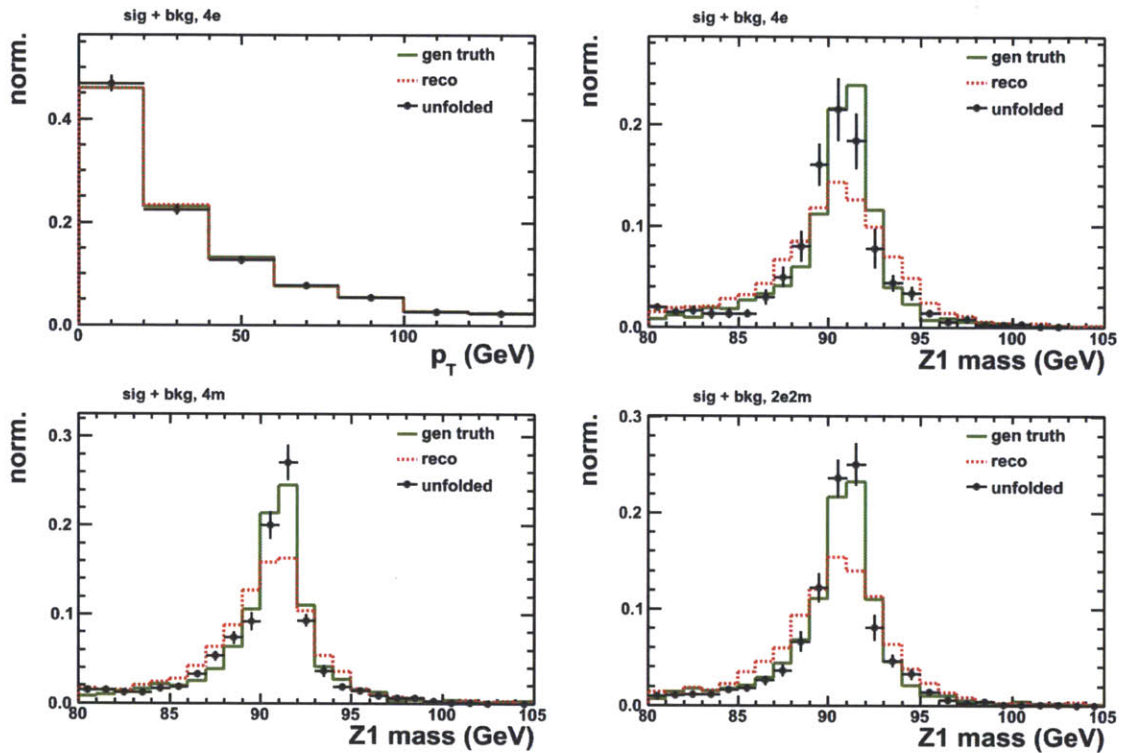 sig + bkg, 4e
norm.
gen truth
reco
unfolded
0.4
0.2
0.0
0
50
100
p_T (GeV)
sig + bkg, 4e
norm.
gen truth
reco
unfolded
0.2
0.1
0.0
80
85
90
95
100
105
Z1 mass (GeV)
sig + bkg, 4m
norm.
gen truth
reco
unfolded
0.3
0.2
0.1
0.0
80
85
90
95
100
105
Z1 mass (GeV)
sig + bkg, 2e2m
norm.
gen truth
reco
unfolded
0.3
0.2
0.1
0.0
80
85
90
95
100
105
Z1 mass (GeV)